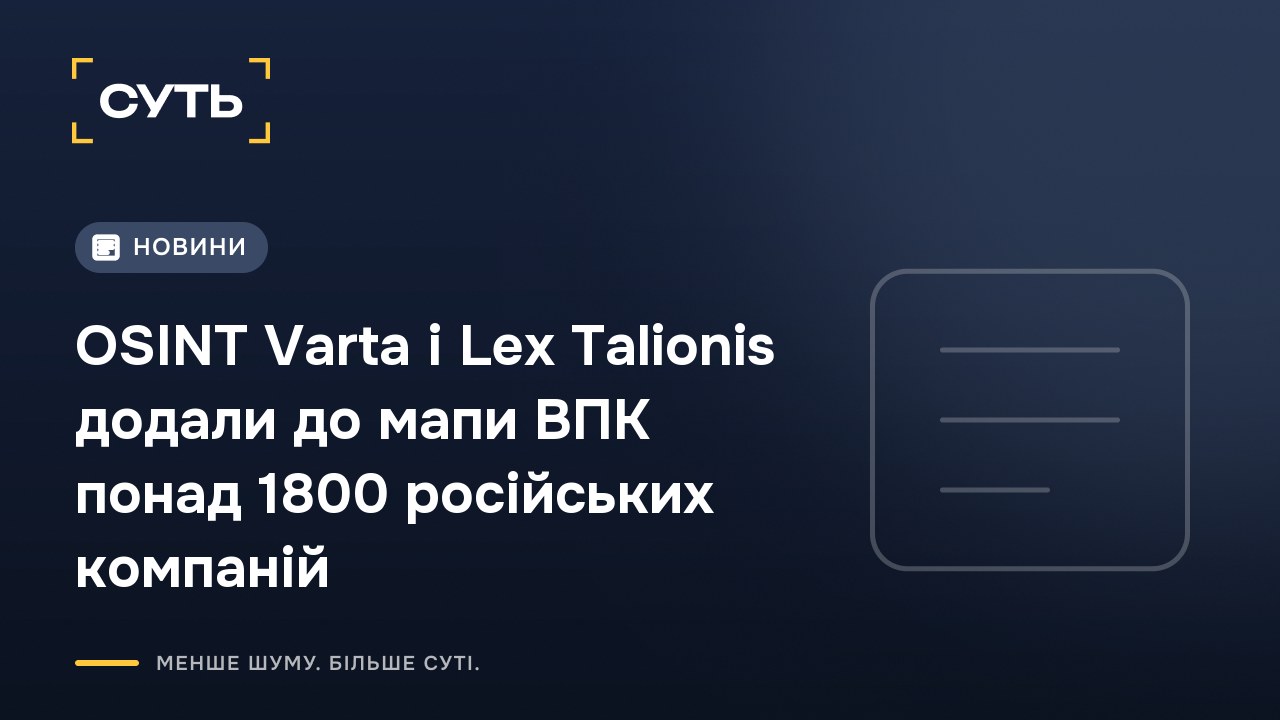 СУТЬ
НОВИНИ
OSINT Varta і Lex Talionis
додали до мапи ВПК
понад 1800 російських
компаній
МЕНШЕ ШУМУ. БІЛЬШЕ СУТІ.